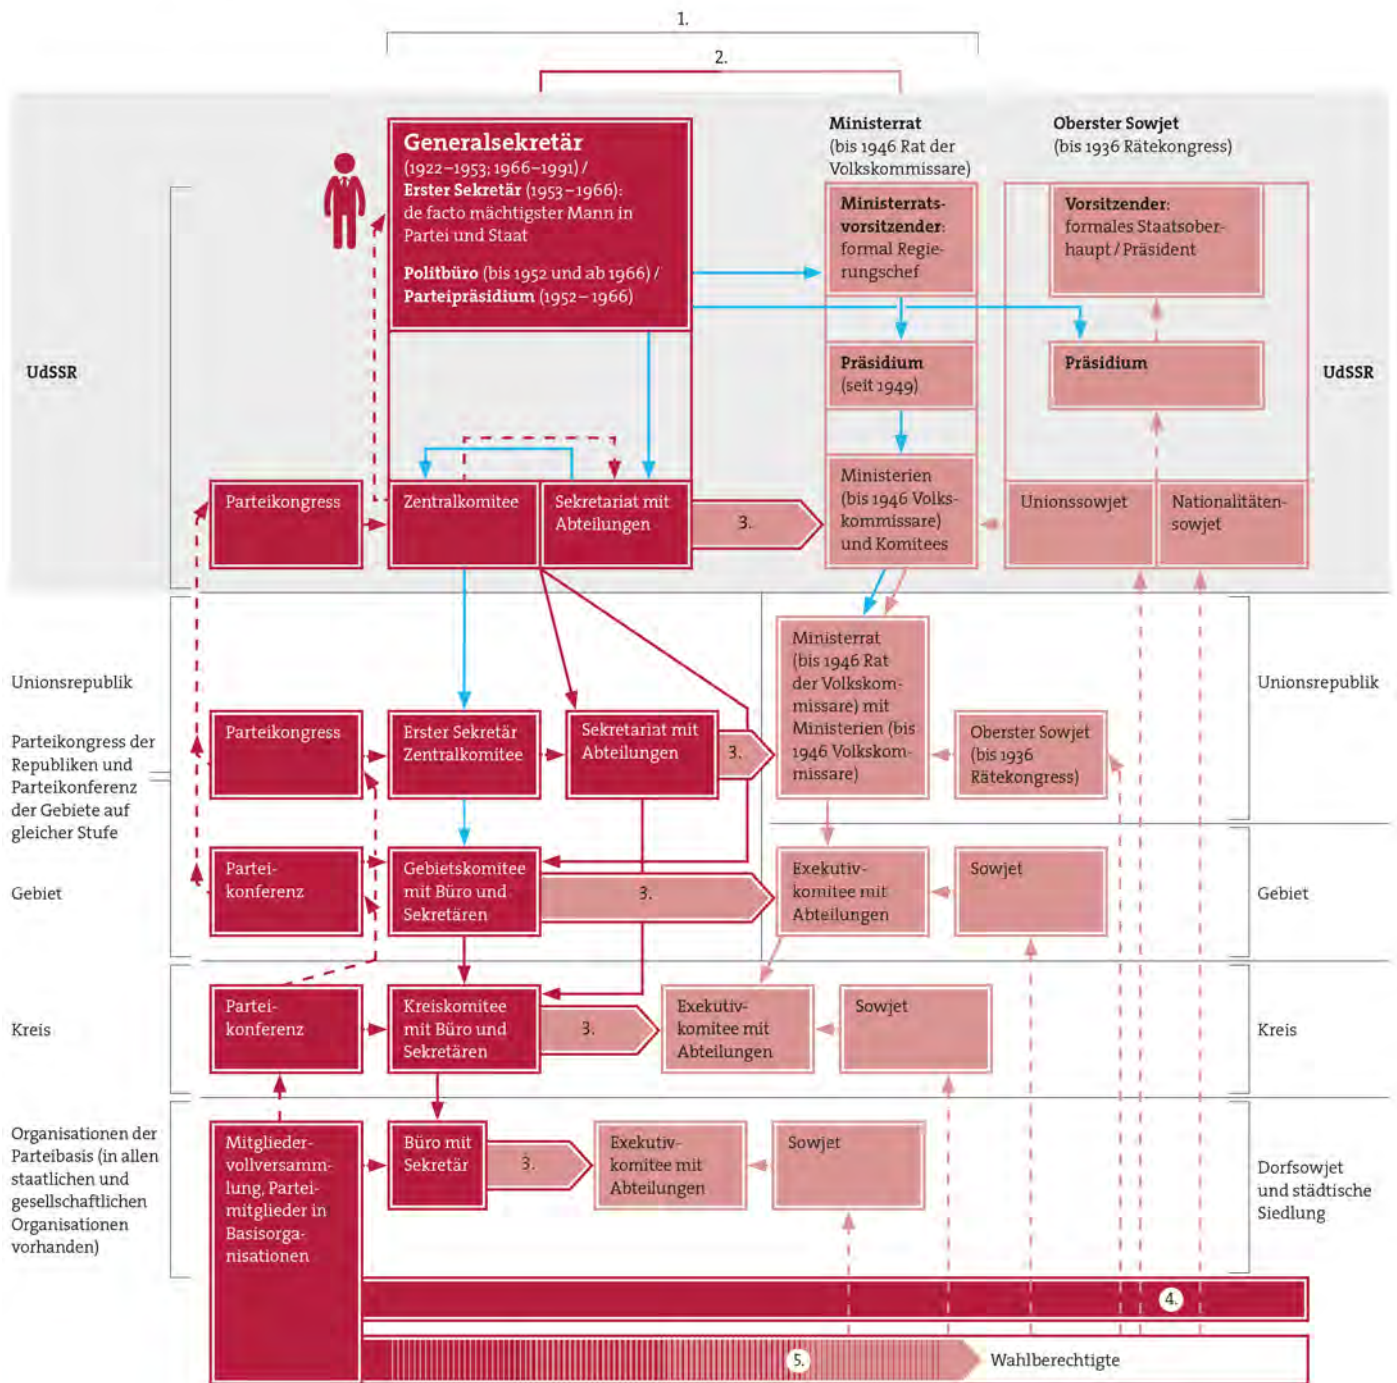 1.
2.
Generalsekretär
(1922–1953; 1966–1991) /
Erster Sekretär (1953–1966):
de facto mächtigster Mann in
Partei und Staat
Politbüro (bis 1952 und ab 1966) /
Parteipräsidium (1952–1966)
Ministerrat
(bis 1946 Rat der
Volkskommissare)
Ministerrats-
vorsitzender:
formal Regie-
rungschef
Oberster Sowjet
(bis 1936 Rätekongress)
Vorsitzender:
formales Staatsober-
haupt / Präsident
UdSSR
Präsidium
(seit 1949)
Präsidium
UdSSR
Parteikongress
Zentralkomitee
Sekretariat mit
Abteilungen
3.
Ministerien
(bis 1946 Volks-
kommissare)
und Komitees
Unionssowjet
Nationalitäten-
sowjet
Unionsrepublik
Parteikongress der
Republiken und
Parteikonferenz
der Gebiete auf
gleicher Stufe
Parteikongress
Erster Sekretär
Zentralkomitee
Sekretariat mit
Abteilungen
3.
Ministerrat
(bis 1946 Rat
der Volkskom-
missare) mit
Ministerien (bis
1946 Volkskom-
missare)
Oberster Sowjet
(bis 1936
Rätekongress)
Unionsrepublik
Gebiet
Partei-
konferenz
Gebietskomitee
mit Büro und
Sekretären
3.
Exekutiv-
komitee mit
Abteilungen
Sowjet
Gebiet
Kreis
Partei-
konferenz
Kreiskomitee
mit Büro und
Sekretären
3.
Exekutiv-
komitee mit
Abteilungen
Sowjet
Kreis
Organisationen der
Parteibasis (in allen
staatlichen und
gesellschaftlichen
Organisationen
vorhanden)
Mitglieder-
vollversamm-
lung, Partei-
mitglieder in
Basisorga-
nisationen
Büro mit
Sekretär
3.
Exekutiv-
komitee mit
Abteilungen
Sowjet
Dorfsowjet
und städtische
Siedlung
4.
5.
Wahlberechtigte